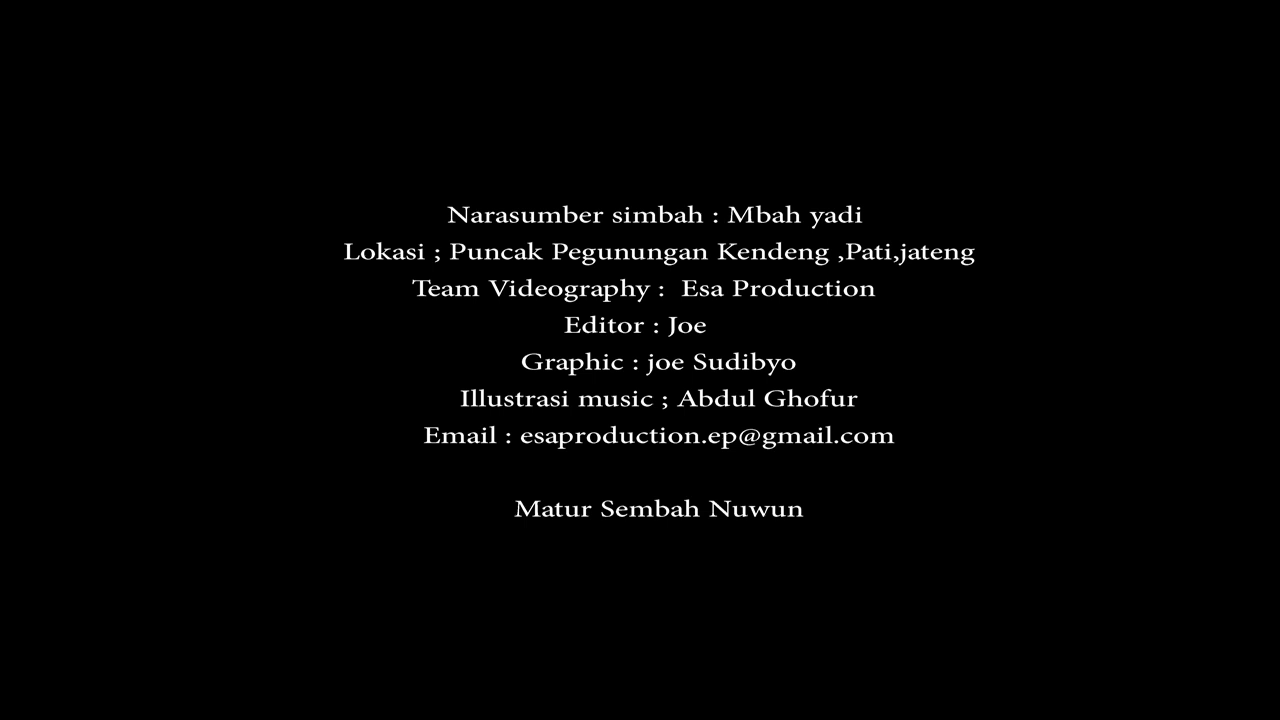 Narasumber simbah : Mbah yadi
Lokasi ; Puncak Pegunungan Kendeng ,Pati,jateng
Team Videography :  Esa Production
Editor : Joe
Graphic : joe Sudibyo
Illustrasi music ; Abdul Ghofur
Email : esaproduction.ep@gmail.com
Matur Sembah Nuwun